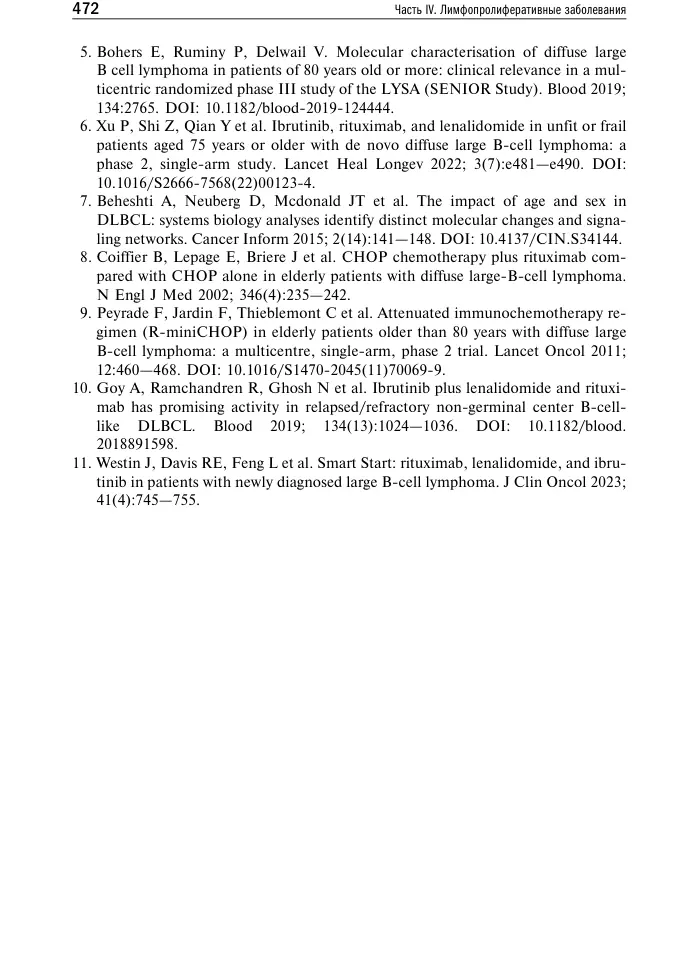 472
Часть IV. Лимфопролиферативные заболевания
5. Bohers E, Ruminy P, Delwail V. Molecular characterisation of diffuse large
B cell lymphoma in patients of 80 years old or more: clinical relevance in a mul-
ticentric randomized phase III study of the LYSA (SENIOR Study). Blood 2019;
134:2765. DOI: 10.1182/blood-2019-124444.
6. Xu P, Shi Z, Qian Y et al. Ibrutinib, rituximab, and lenalidomide in unfit or frail
patients aged 75 years or older with de novo diffuse large B-cell lymphoma: a
phase 2, single-arm study. Lancet Heal Longev 2022; 3(7):e481—e490. DOI:
10.1016/S2666-7568(22)00123-4.
7. Beheshti A, Neuberg D, Mcdonald JT et al. The impact of age and sex in
DLBCL: systems biology analyses identify distinct molecular changes and signa-
ling networks. Cancer Inform 2015; 2(14):141—148. DOI: 10.4137/CIN.S34144.
8. Coiffier B, Lepage E, Briere J et al. CHOP chemotherapy plus rituximab com-
pared with CHOP alone in elderly patients with diffuse large-B-cell lymphoma.
N Engl J Med 2002; 346(4):235—242.
9. Peyrade F, Jardin F, Thieblemont C et al. Attenuated immunochemotherapy re-
gimen (R-miniCHOP) in elderly patients older than 80 years with diffuse large
B-cell lymphoma: a multicentre, single-arm, phase 2 trial. Lancet Oncol 2011;
12:460—468. DOI: 10.1016/S1470-2045(11)70069-9.
10. Goy A, Ramchandren R, Ghosh N et al. Ibrutinib plus lenalidomide and rituxi-
mab has promising activity in relapsed/refractory non-germinal center B-cell-
like DLBCL. Blood 2019; 134(13):1024—1036. DOI: 10.1182/blood.
2018891598.
11. Westin J, Davis RE, Feng L et al. Smart Start: rituximab, lenalidomide, and ibru-
tinib in patients with newly diagnosed large B-cell lymphoma. J Clin Oncol 2023;
41(4):745—755.